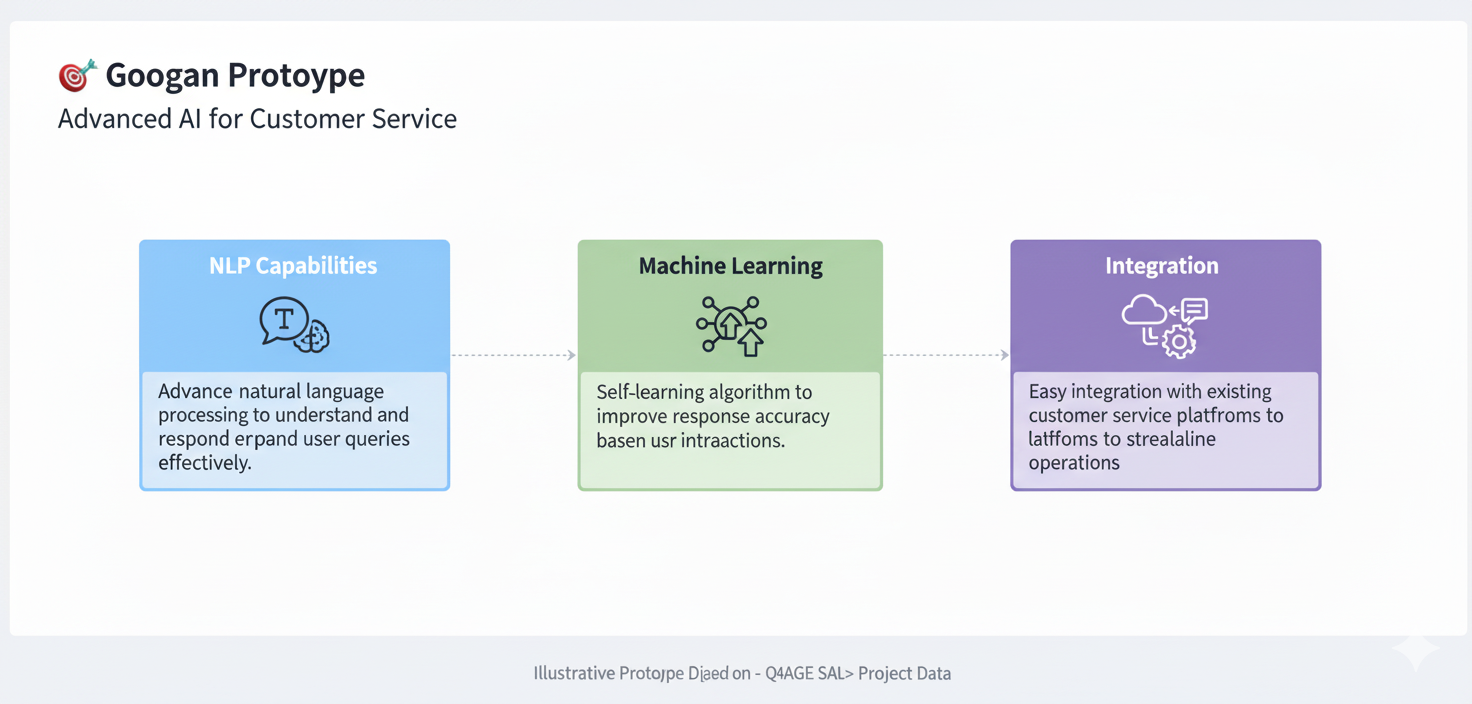 Googan Protoype
Advanced AI for Customer Service
NLP Capabilities
T
Advance natural language
processing to understand and
respond erpand user queries
effectively.
Machine Learning
Self-learning algorithm to
improve response accuracy
basen usr intraactions.
Integration
Easy integration with existing
customer service platfroms to
latffoms to strealaline
operations
Illustrative Protoype on - Q4AGE SAL> Project Data